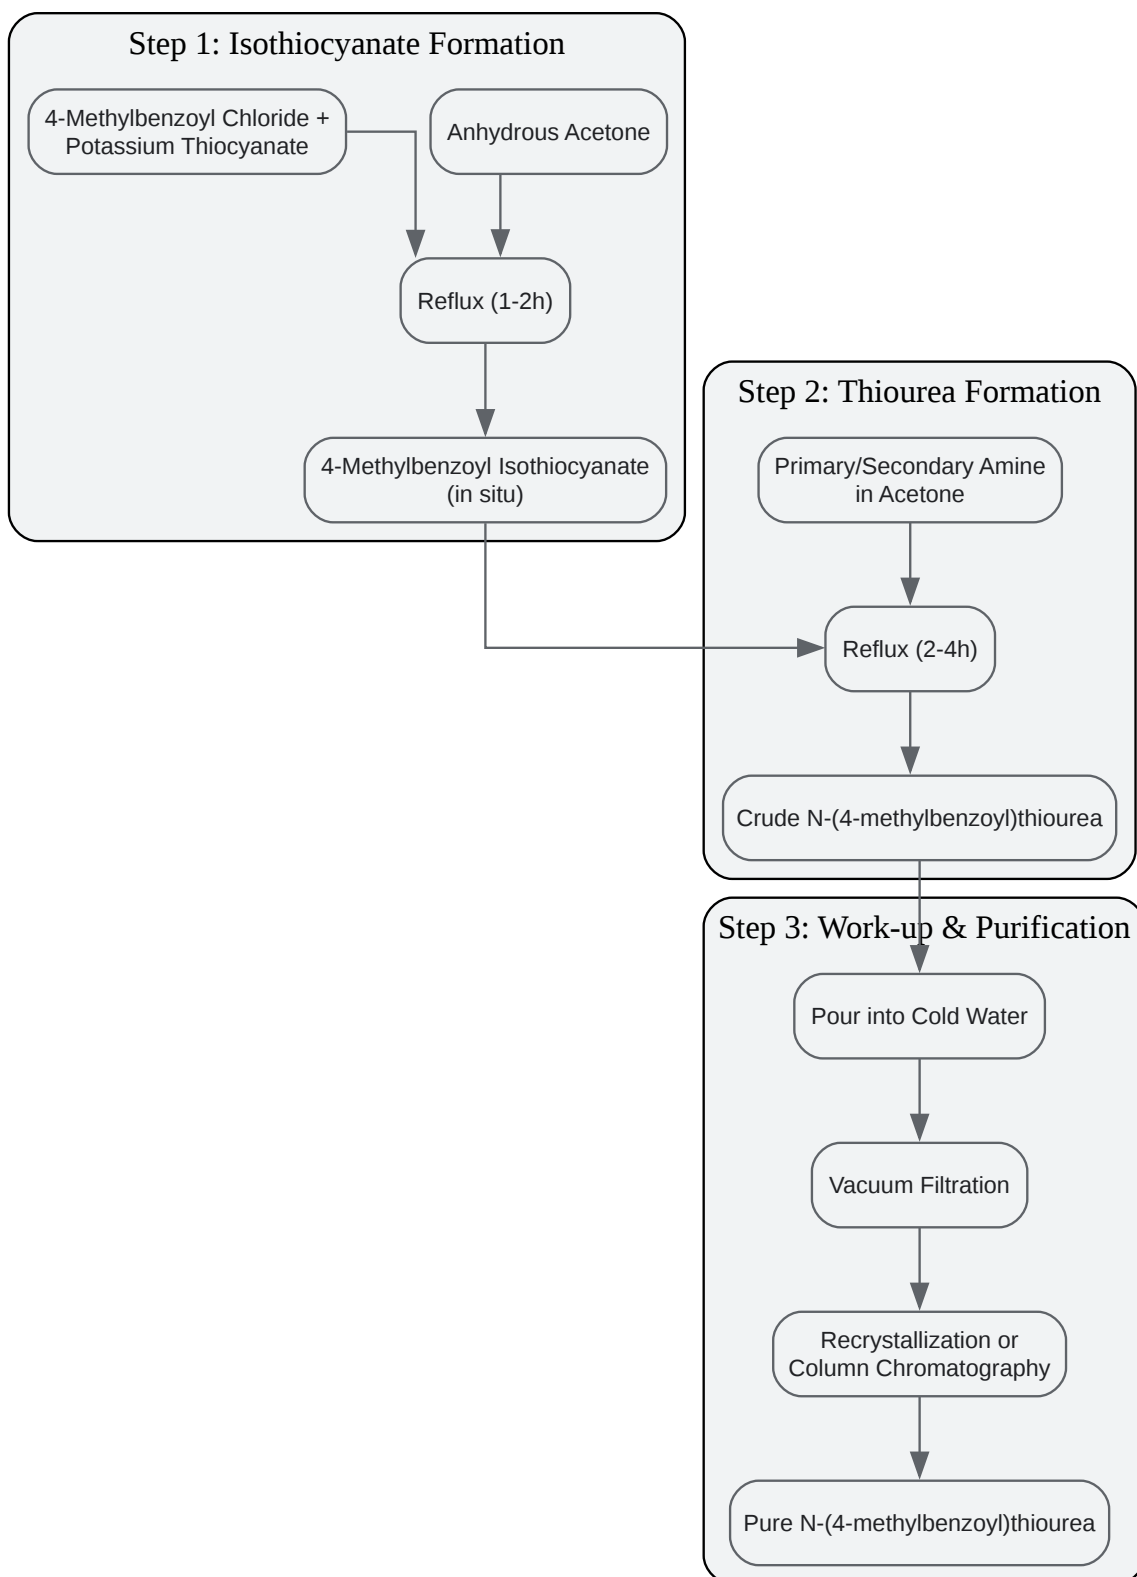 Step 1: Isothiocyanate Formation
4-Methylbenzoyl Chloride +
Potassium Thiocyanate
Anhydrous Acetone
Reflux (1-2h)
4-Methylbenzoyl Isothiocyanate
(in situ)
Step 2: Thiourea Formation
Primary/Secondary Amine
in Acetone
Reflux (2-4h)
Crude N-(4-methylbenzoyl)thiourea
Step 3: Work-up & Purification
Pour into Cold Water
Vacuum Filtration
Recrystallization or
Column Chromatography
Pure N-(4-methylbenzoyl)thiourea